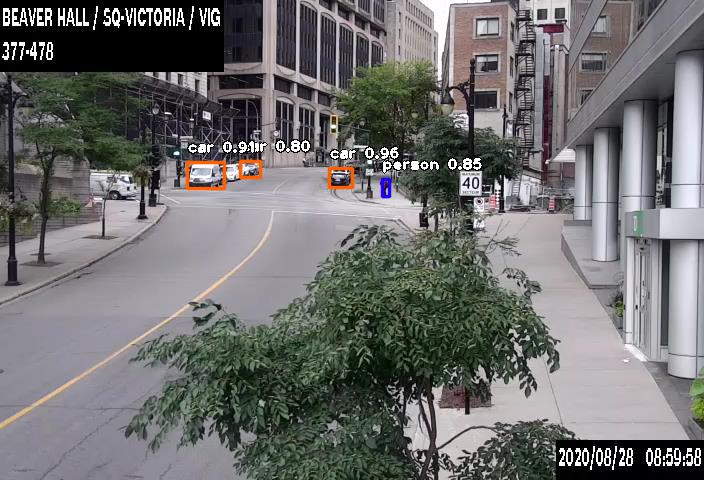 BEAVER HALL / SQ-VICTORIA / VIG
377-478
car 0.91
0.80
car 0.96
person 0.85
40
2020/08/28 08:59:58